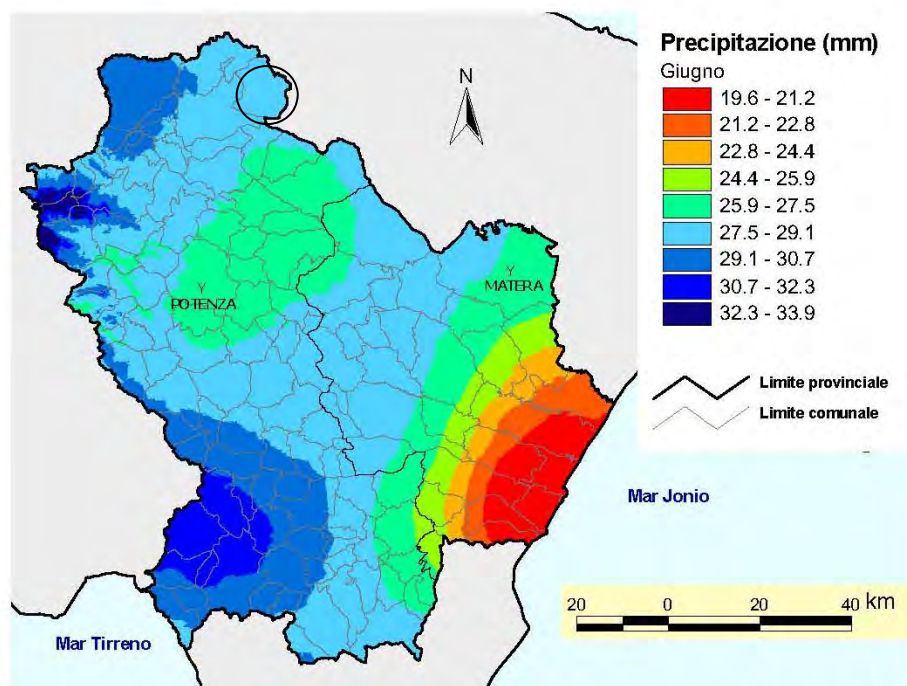 Precipitazione (mm)
Giugno
19.6 - 21.2
21.2 - 22.8
22.8 - 24.4
24.4 - 25.9
25.9 - 27.5
27.5 - 29.1
29.1 - 30.7
30.7 - 32.3
32.3 - 33.9
Limite provinciale
Limite comunale
N
Y
POTENZA
Y
MATERA
Mar Jonio
Mar Tirreno
20 0 20 40 km